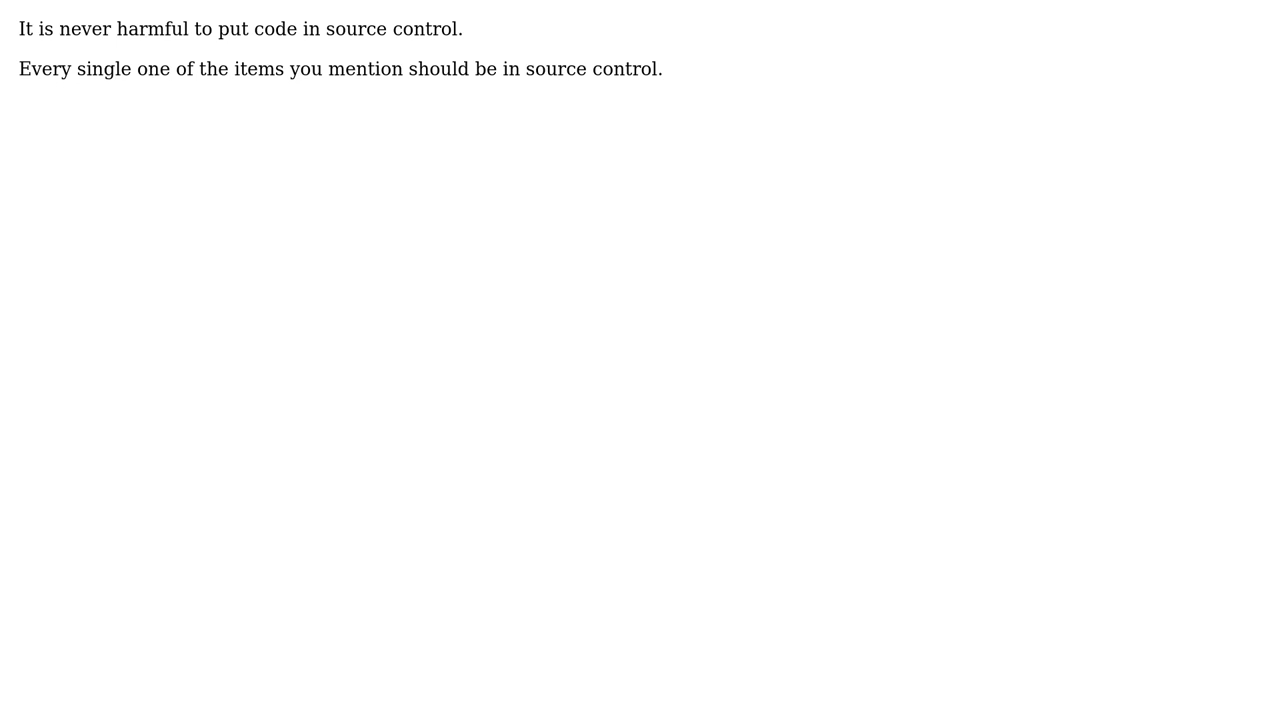 It is never harmful to put code in source control.
Every single one of the items you mention should be in source control.